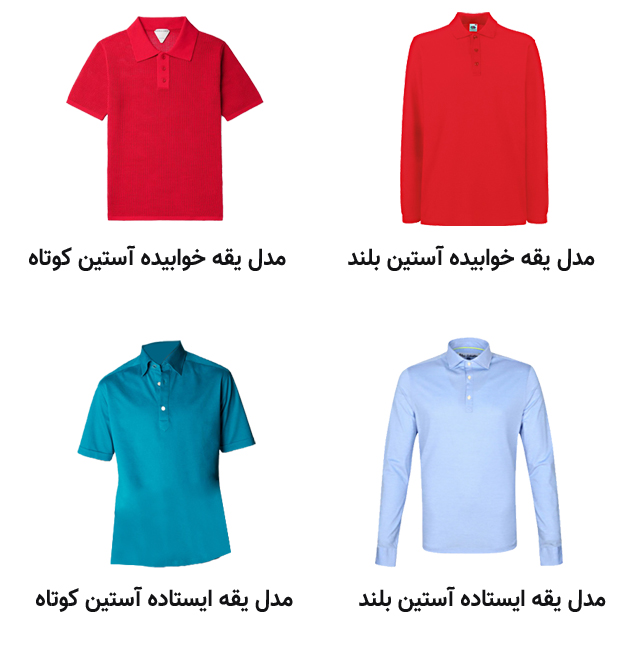 مدل یقه خوابیده آستین بلند
مدل یقه خوابیده آستین کوتاه
مدل یقه ایستاده آستین بلند
مدل یقه ایستاده آستین کوتاه